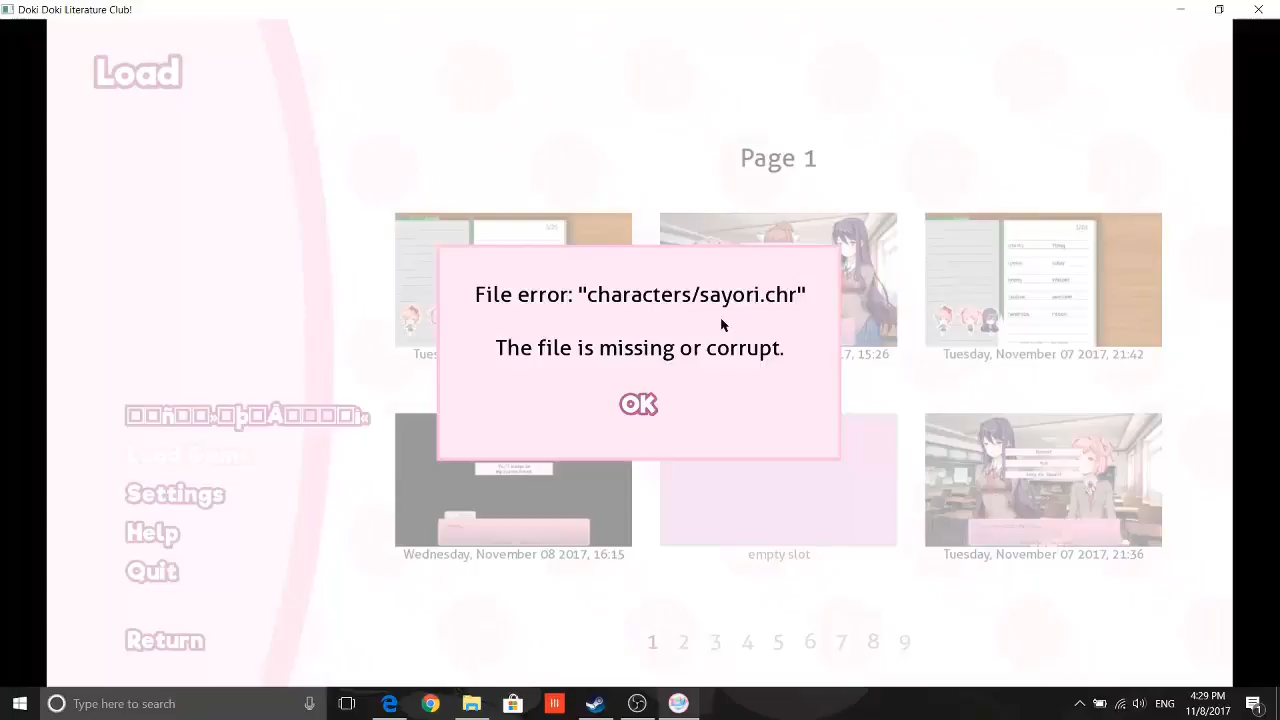 Doki Doki Literature Club!
Load
Page 1
File error: "characters/sayori.chr"
The file is missing or corrupt.
OK
7, 15:26
Tuesday, November 07 2017, 21:42
Settings
Help
Quit
Return
Wednesday, November 08 2017, 16:15
empty slot
Tuesday, November 07 2017, 21:36
1 2 3 4 5 6 7 8 9
Type here to search
ENG
4:29 PM
11/8/2017